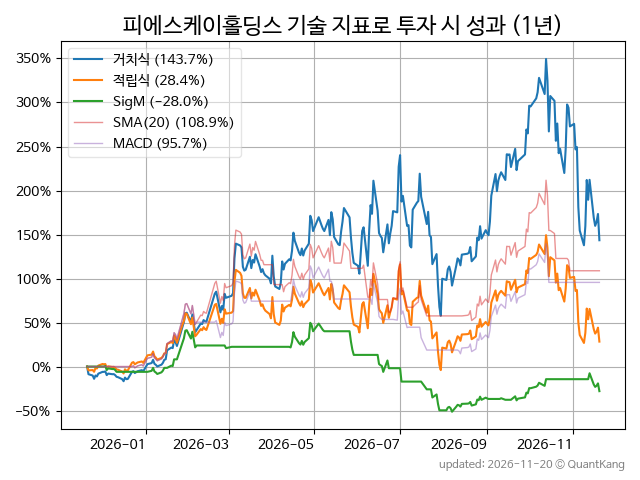 피에스케이홀딩스 기술 지표로 투자 시 성과 (1년)
거치식 (143.7%)
적립식 (28.4%)
SigM (−28.0%)
SMA(20) (108.9%)
MACD (95.7%)
350%
300%
250%
200%
150%
100%
50%
0%
−50%
2026-01 2026-03 2026-05 2026-07 2026-09 2026-11
updated: 2026-11-20 © QuantKang